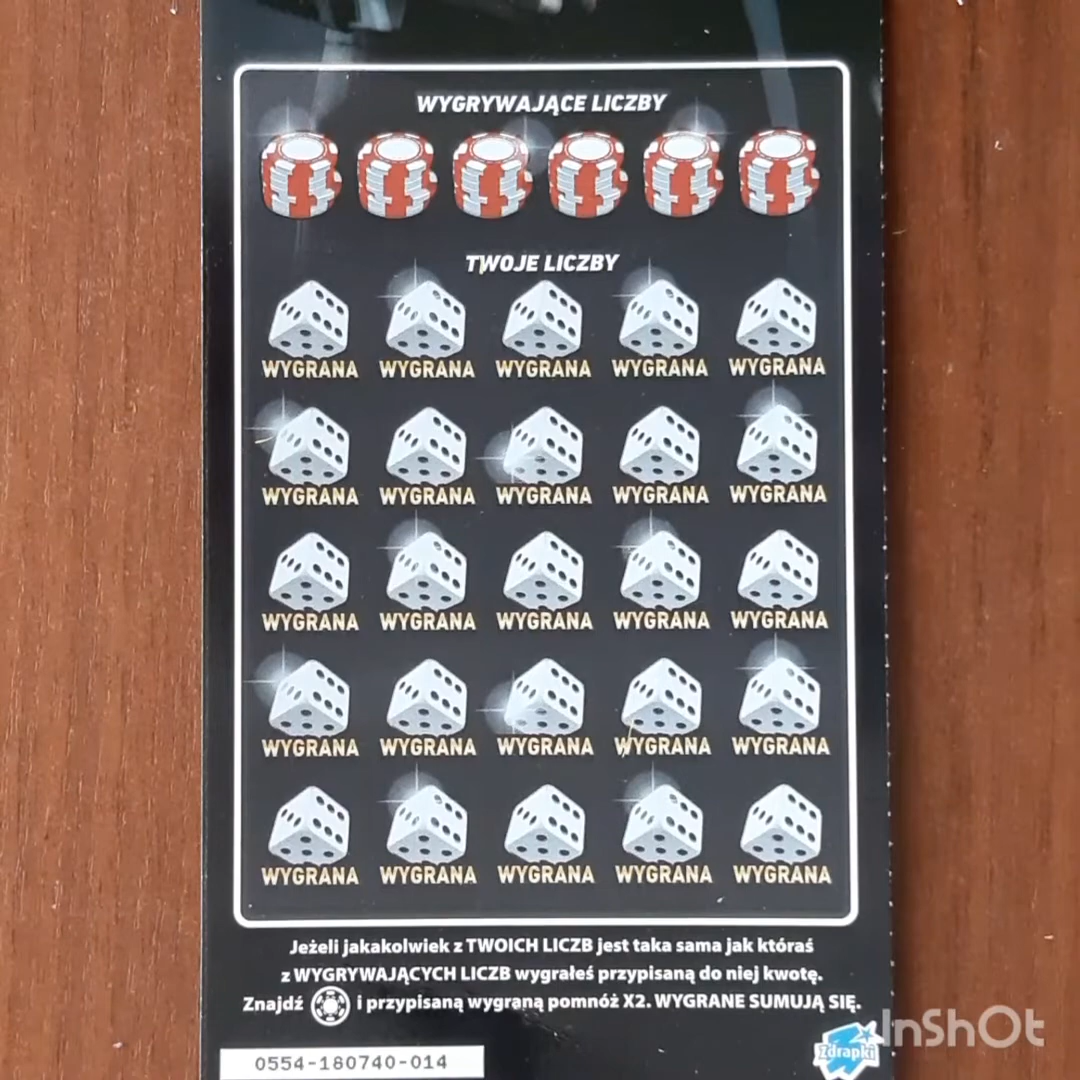 WYGRYWAJĄCE LICZBY
TWOJE LICZBY
WYGRANA WYGRANA WYGRANA WYGRANA WYGRANA
WYGRANA WYGRANA WYGRANA WYGRANA WYGRANA
WYGRANA WYGRANA WYGRANA WYGRANA WYGRANA
WYGRANA WYGRANA WYGRANA WYGRANA WYGRANA
WYGRANA WYGRANA WYGRANA WYGRANA WYGRANA
Jeżeli jakakolwiek z TWOICH LICZB jest taka sama jak któraś
z WYGRYWAJĄCYCH LICZB wygrałeś przypisaną do niej kwotę.
Znajdź i przypisaną wygraną pomnóż X2. WYGRANE SUMUJĄ SIĘ.
InShOt
Zdrapki
0554-180740-014